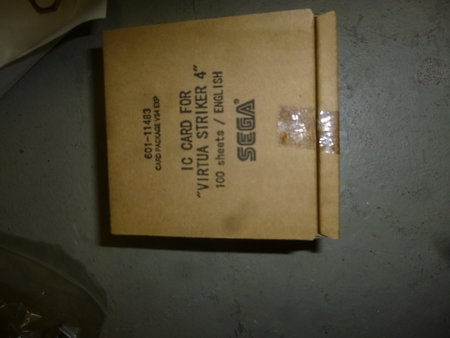 601-11483
CARD PACKAGE VS4 EXP
IC CARD FOR
"VIRTUA STRIKER 4"
100 sheets / ENGLISH
SEGA